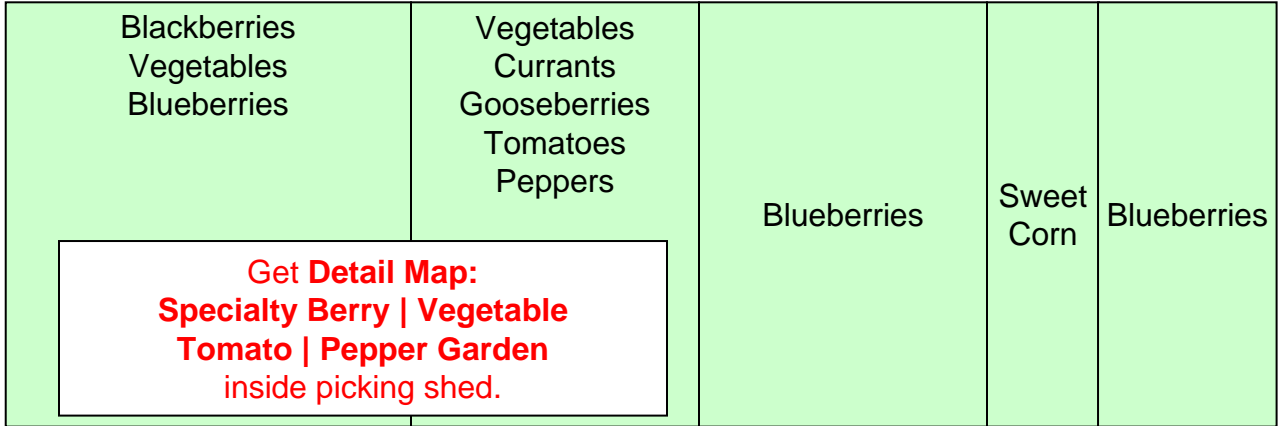 Blackberries
Vegetables
Blueberries
Vegetables
Currants
Gooseberries
Tomatoes
Peppers
Get Detail Map:
Specialty Berry | Vegetable
Tomato | Pepper Garden
inside picking shed.
Blueberries
Sweet
Corn
Blueberries